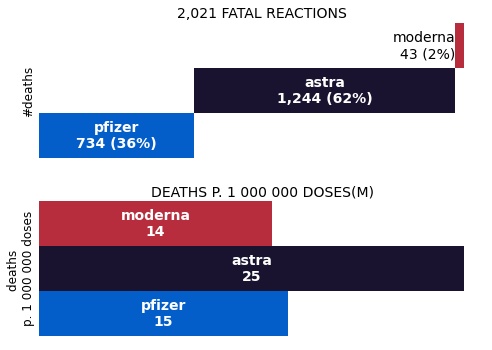 2,021 FATAL REACTIONS
moderna
43 (2%)
astra
1,244 (62%)
pfizer
734 (36%)
#deaths
DEATHS P. 1 000 000 DOSES(M)
moderna
14
astra
25
pfizer
15
deaths
p. 1 000 000 doses